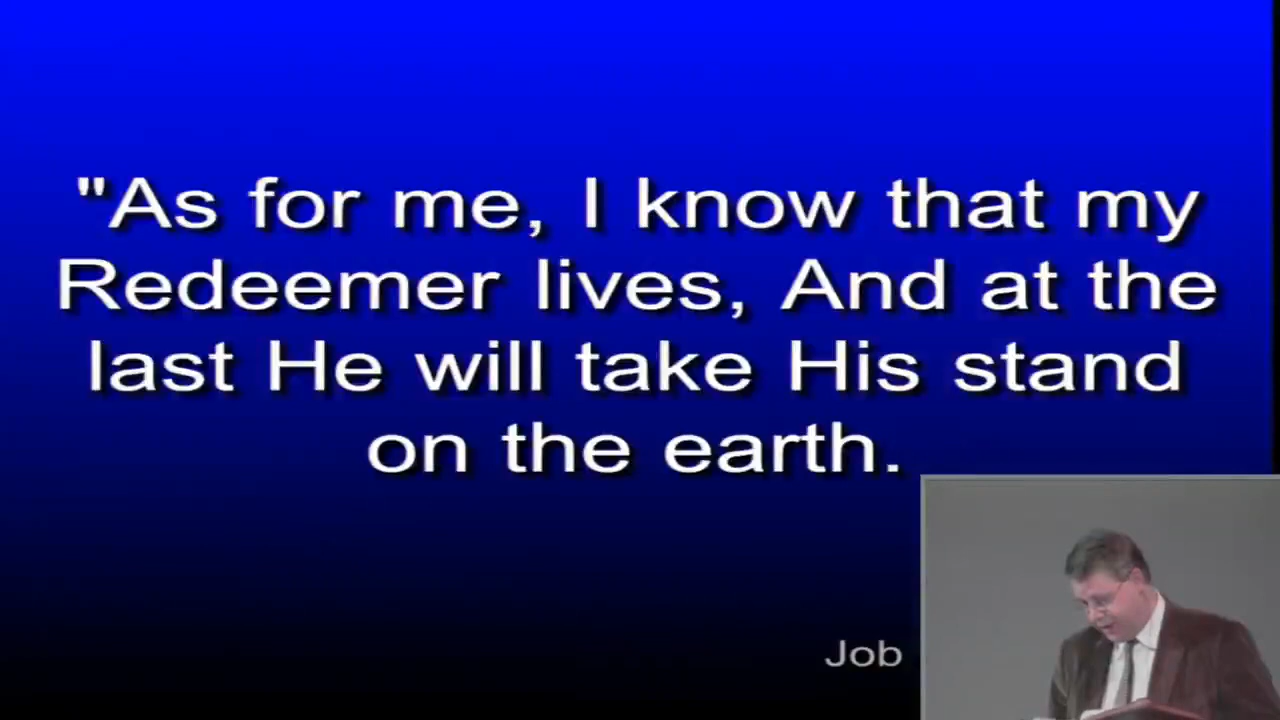 "As for me, I know that my
Redeemer lives, And at the
last He will take His stand
on the earth.
Job